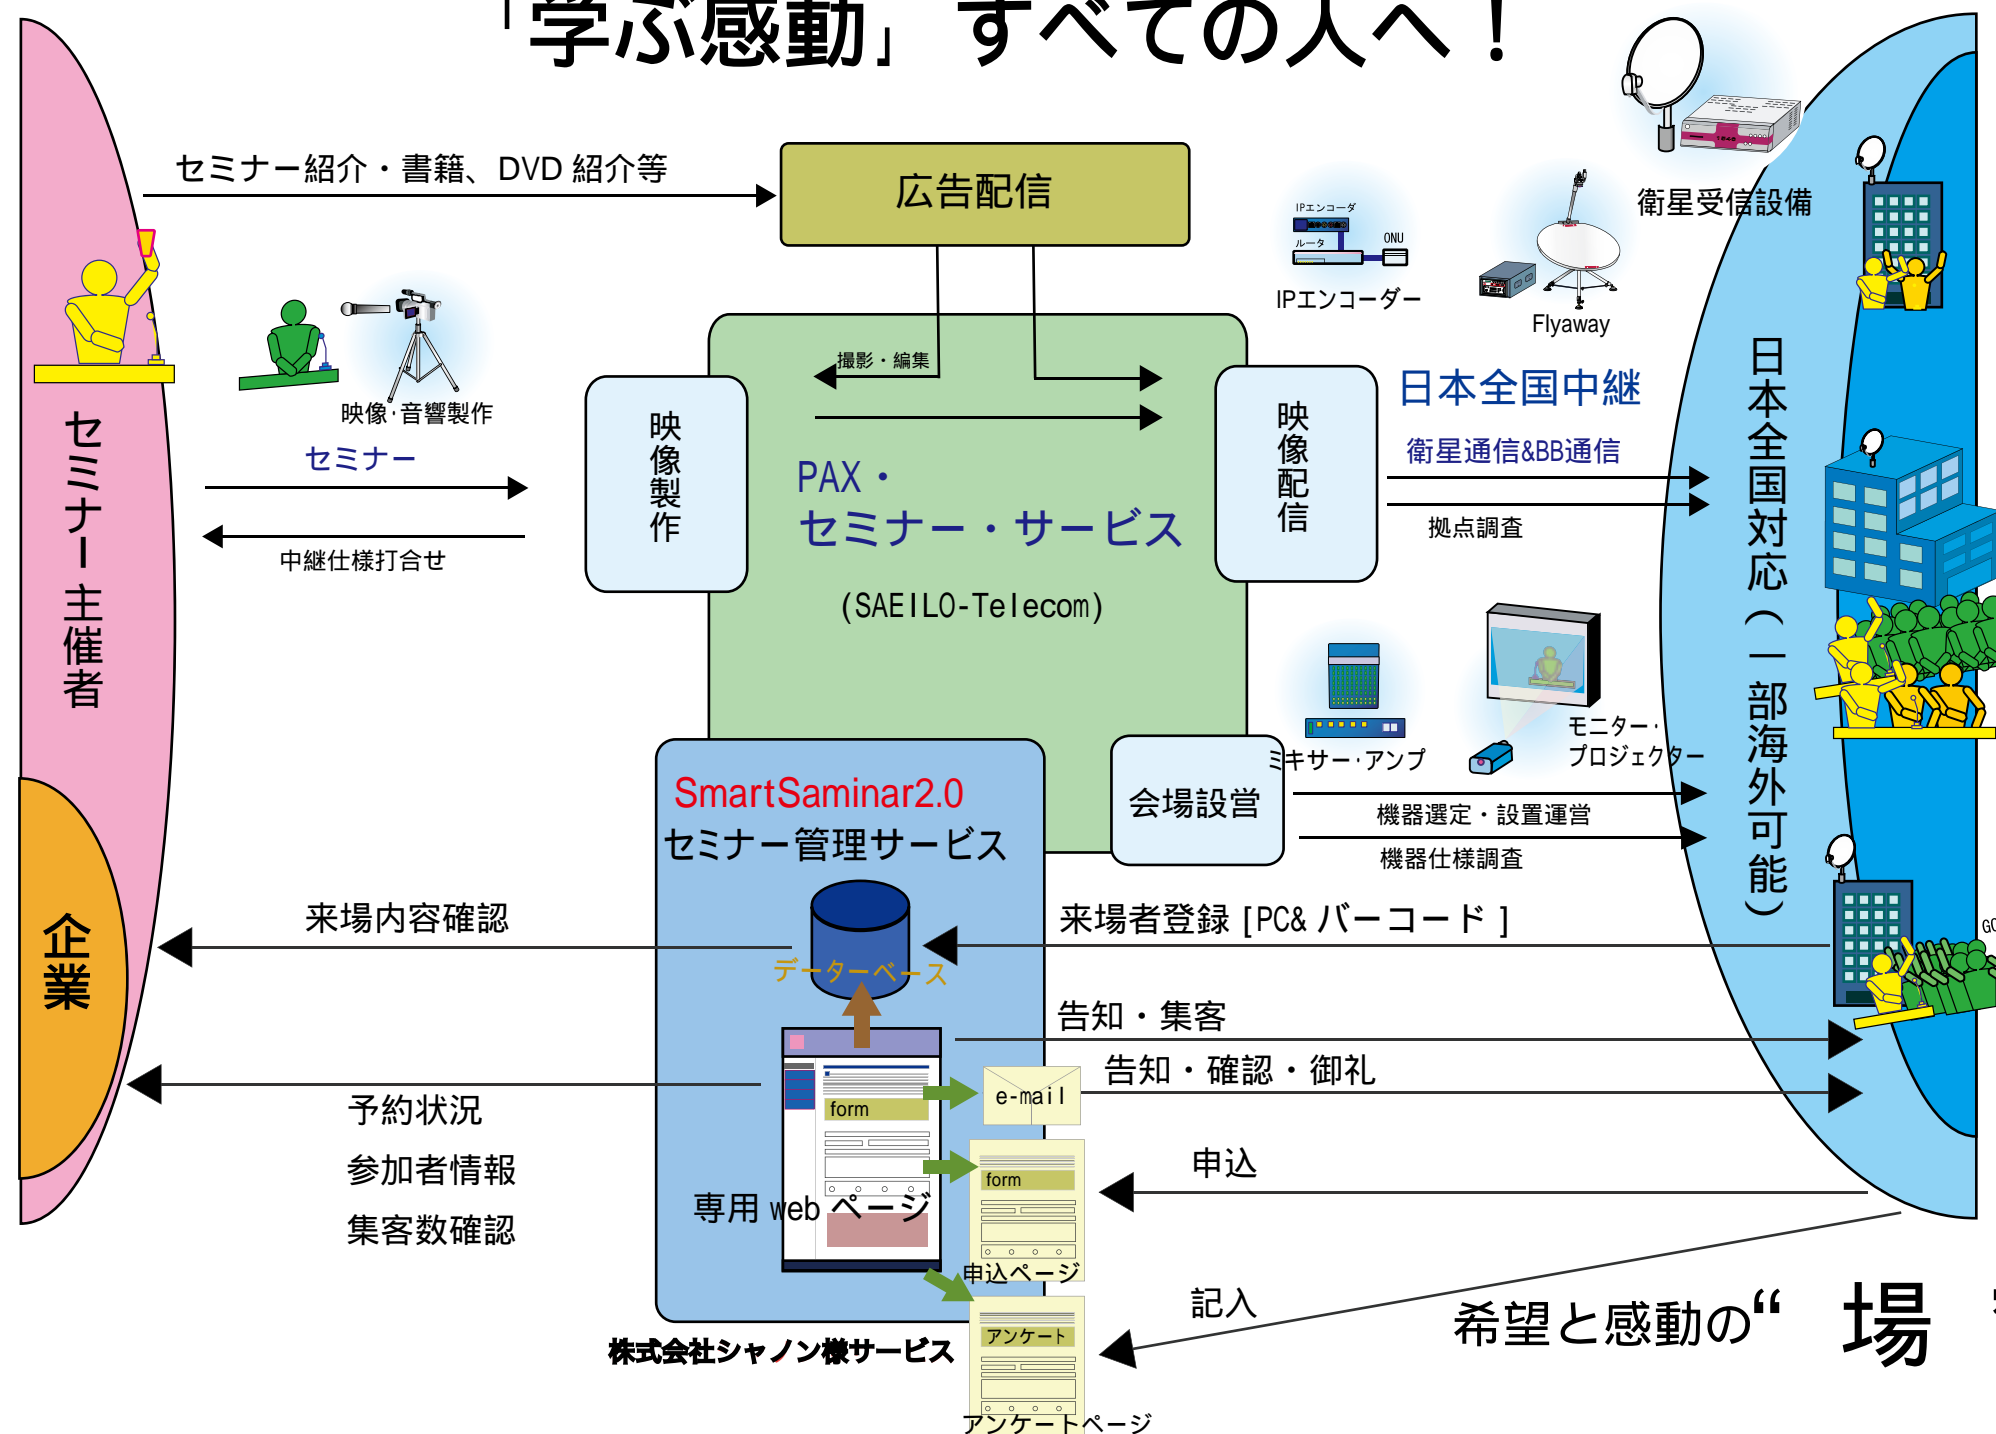 「学ぶ感動」すべての人へ！
セミナー紹介・書籍、DVD 紹介等
広告配信
衛星受信設備
IPエンコーダ
ルータ
ONU
IPエンコーダー
Flyaway
撮影・編集
映像・音響製作
セミナー
中継仕様打合せ
セミナー主催者
映像製作
PAX・
セミナー・サービス
(SAEILO-Telecom)
映像配信
日本全国中継
衛星通信&BB通信
拠点調査
日本全国対応(一部海外可能)
ミキサー・アンプ
モニター・
プロジェクター
会場設営
機器選定・設置運営
機器仕様調査
SmartSaminar2.0
セミナー管理サービス
企業
来場内容確認
データーベース
来場者登録 [PC& バーコード ]
告知・集客
告知・確認・御礼
form
e-mail
予約状況
参加者情報
集客数確認
専用 web ページ
form
申込
申込ページ
記入
アンケート
アンケートページ
株式会社シャノン様サービス
希望と感動の“ 場